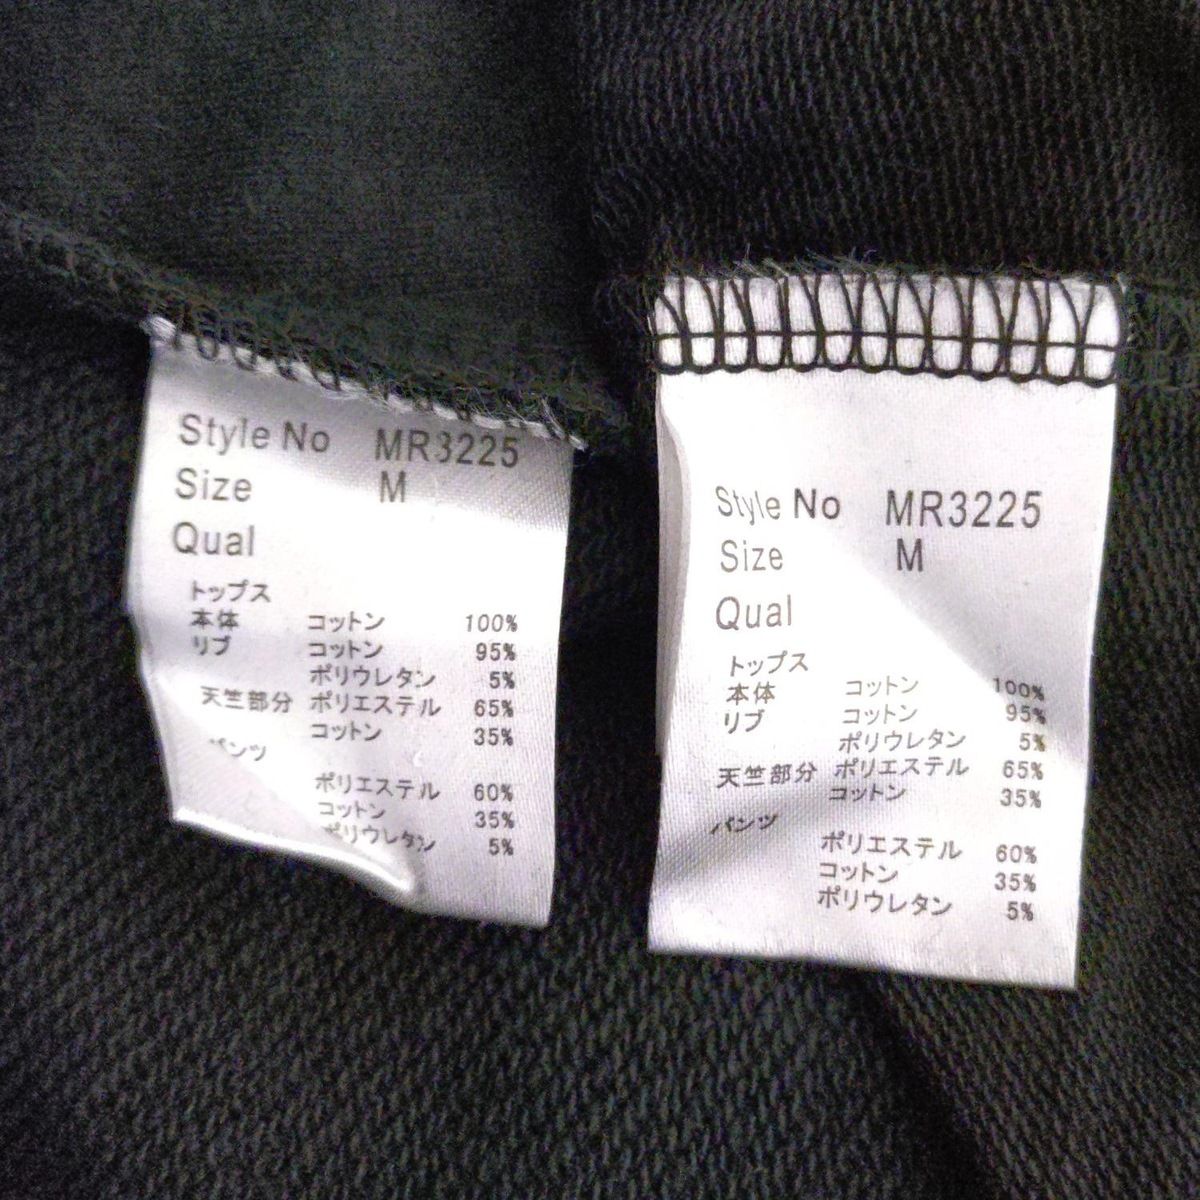 Style No MR3225
Size M
Qual
トップス
本体 コットン 100%
リブ コットン 95%
ポリウレタン 5%
天竺部分 ポリエステル 65%
コットン 35%
パンツ
ポリエステル 60%
コットン 35%
ポリウレタン 5%
Style No MR3225
Size M
Qual
トップス
本体 コットン 100%
リブ コットン 95%
ポリウレタン 5%
天竺部分 ポリエステル 65%
コットン 35%
パンツ
ポリエステル 60%
コットン 35%
ポリウレタン 5%